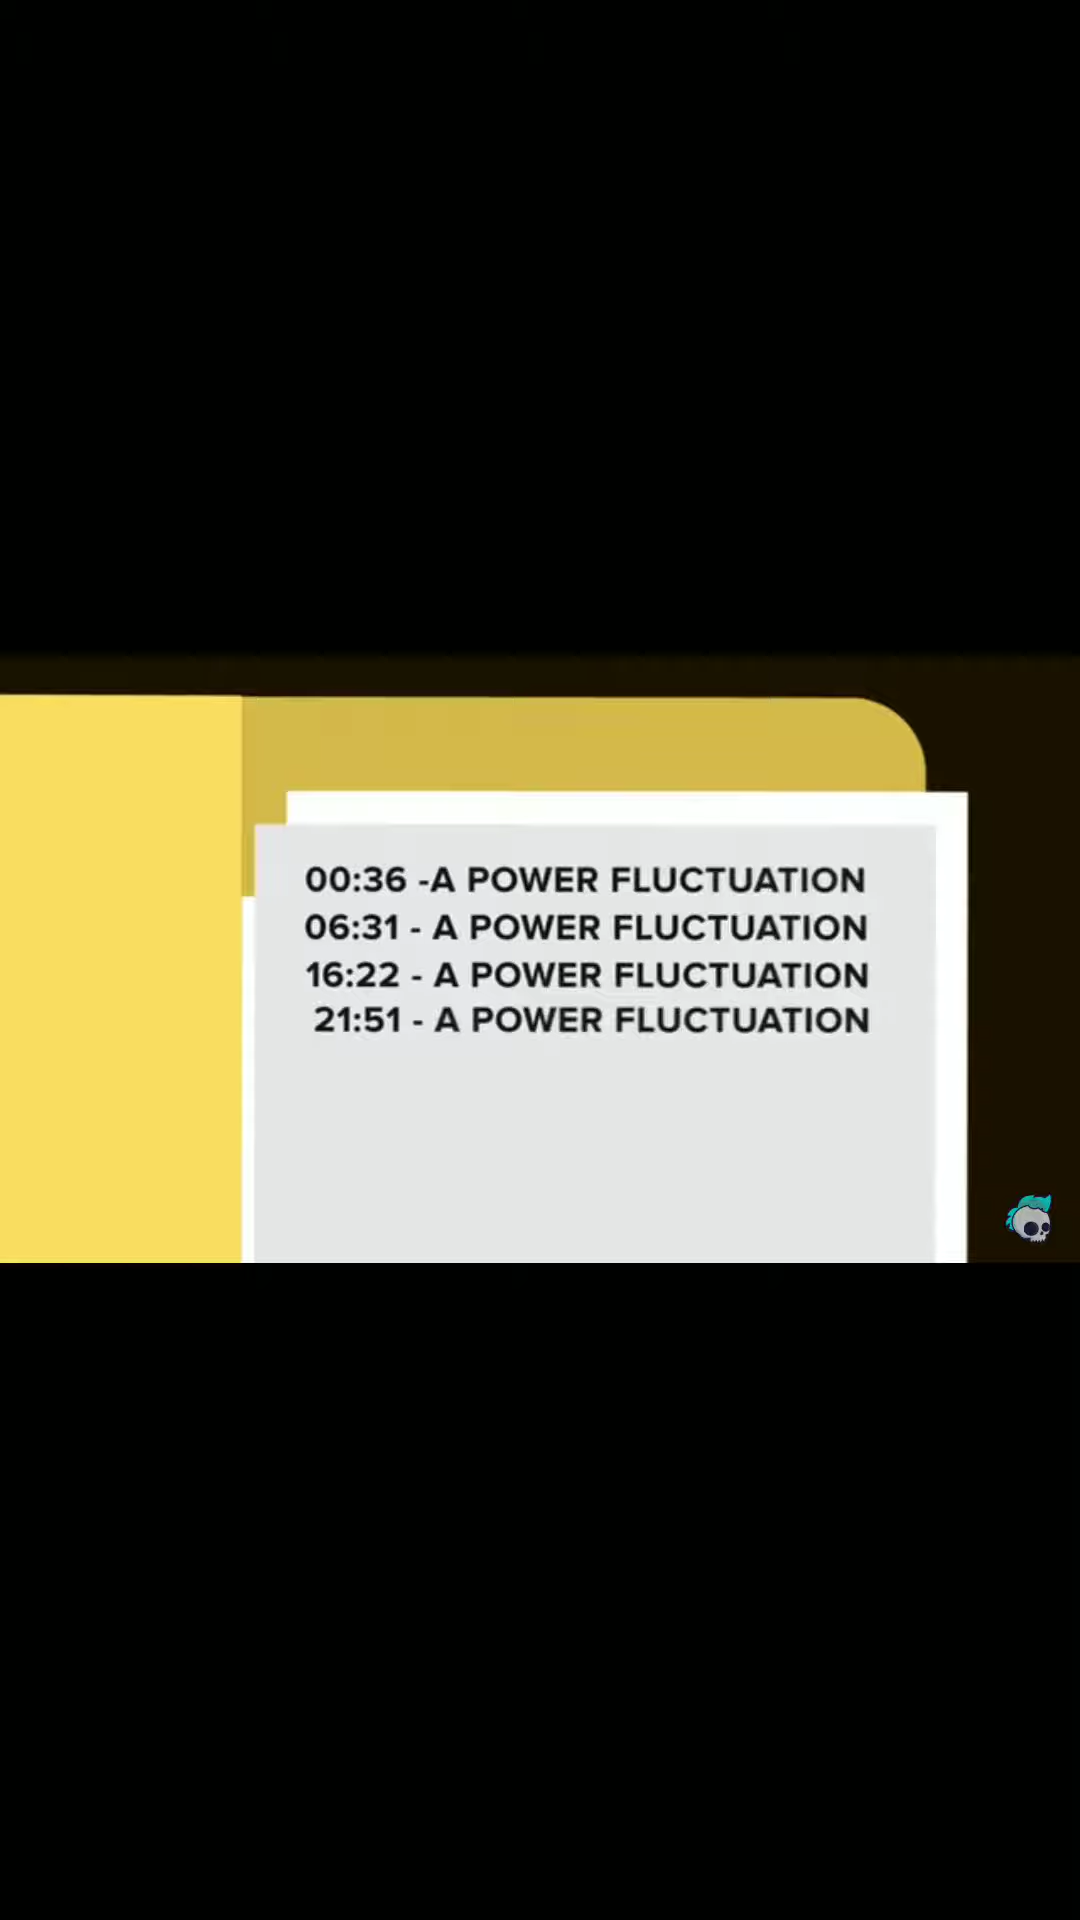 00:36 -A POWER FLUCTUATION
06:31 - A POWER FLUCTUATION
16:22 - A POWER FLUCTUATION
21:51 - A POWER FLUCTUATION